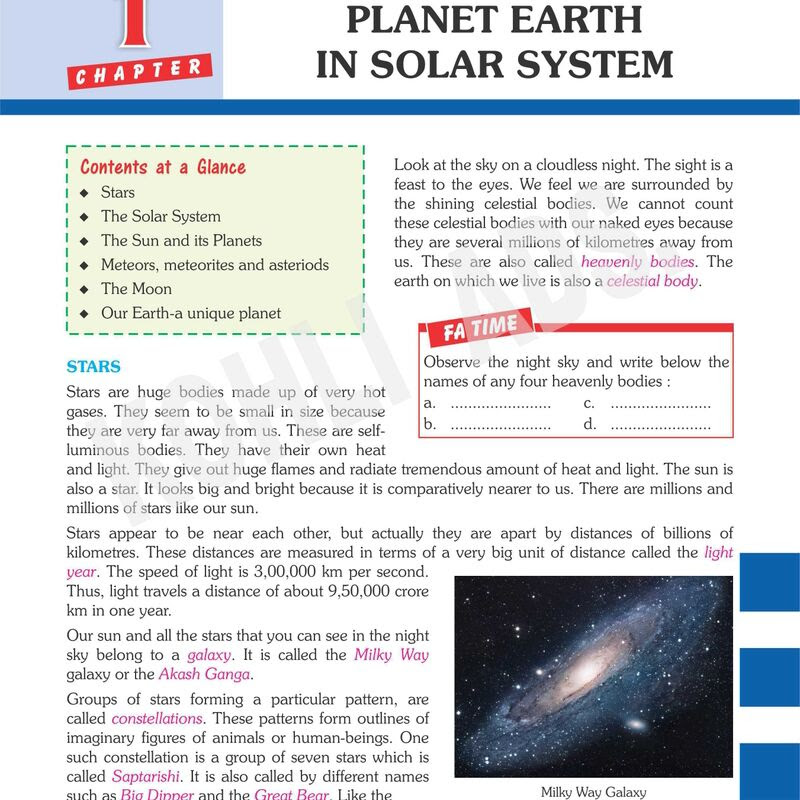 1
CHAPTER
PLANET EARTH
IN SOLAR SYSTEM
Contents at a Glance
◆ Stars
◆ The Solar System
◆ The Sun and its Planets
◆ Meteors, meteorites and asteriods
◆ The Moon
◆ Our Earth-a unique planet
Look at the sky on a cloudless night. The sight is a
feast to the eyes. We feel we are surrounded by
the shining celestial bodies. We cannot count
these celestial bodies with our naked eyes because
they are several millions of kilometres away from
us. These are also called heavenly bodies. The
earth on which we live is also a celestial body.
FA TIME
Observe the night sky and write below the
names of any four heavenly bodies :
a. ....................... c. .......................
b. ....................... d. .......................
STARS
Stars are huge bodies made up of very hot
gases. They seem to be small in size because
they are very far away from us. These are self-
luminous bodies. They have their own heat
and light. They give out huge flames and radiate tremendous amount of heat and light. The sun is
also a star. It looks big and bright because it is comparatively nearer to us. There are millions and
millions of stars like our sun.
Stars appear to be near each other, but actually they are apart by distances of billions of
kilometres. These distances are measured in terms of a very big unit of distance called the light
year. The speed of light is 3,00,000 km per second.
Thus, light travels a distance of about 9,50,000 crore
km in one year.
Our sun and all the stars that you can see in the night
sky belong to a galaxy. It is called the Milky Way
galaxy or the Akash Ganga.
Groups of stars forming a particular pattern, are
called constellations. These patterns form outlines of
imaginary figures of animals or human-beings. One
such constellation is a group of seven stars which is
called Saptarishi. It is also called by different names
such as Big Dipper and the Great Bear. Like the
Milky Way Galaxy